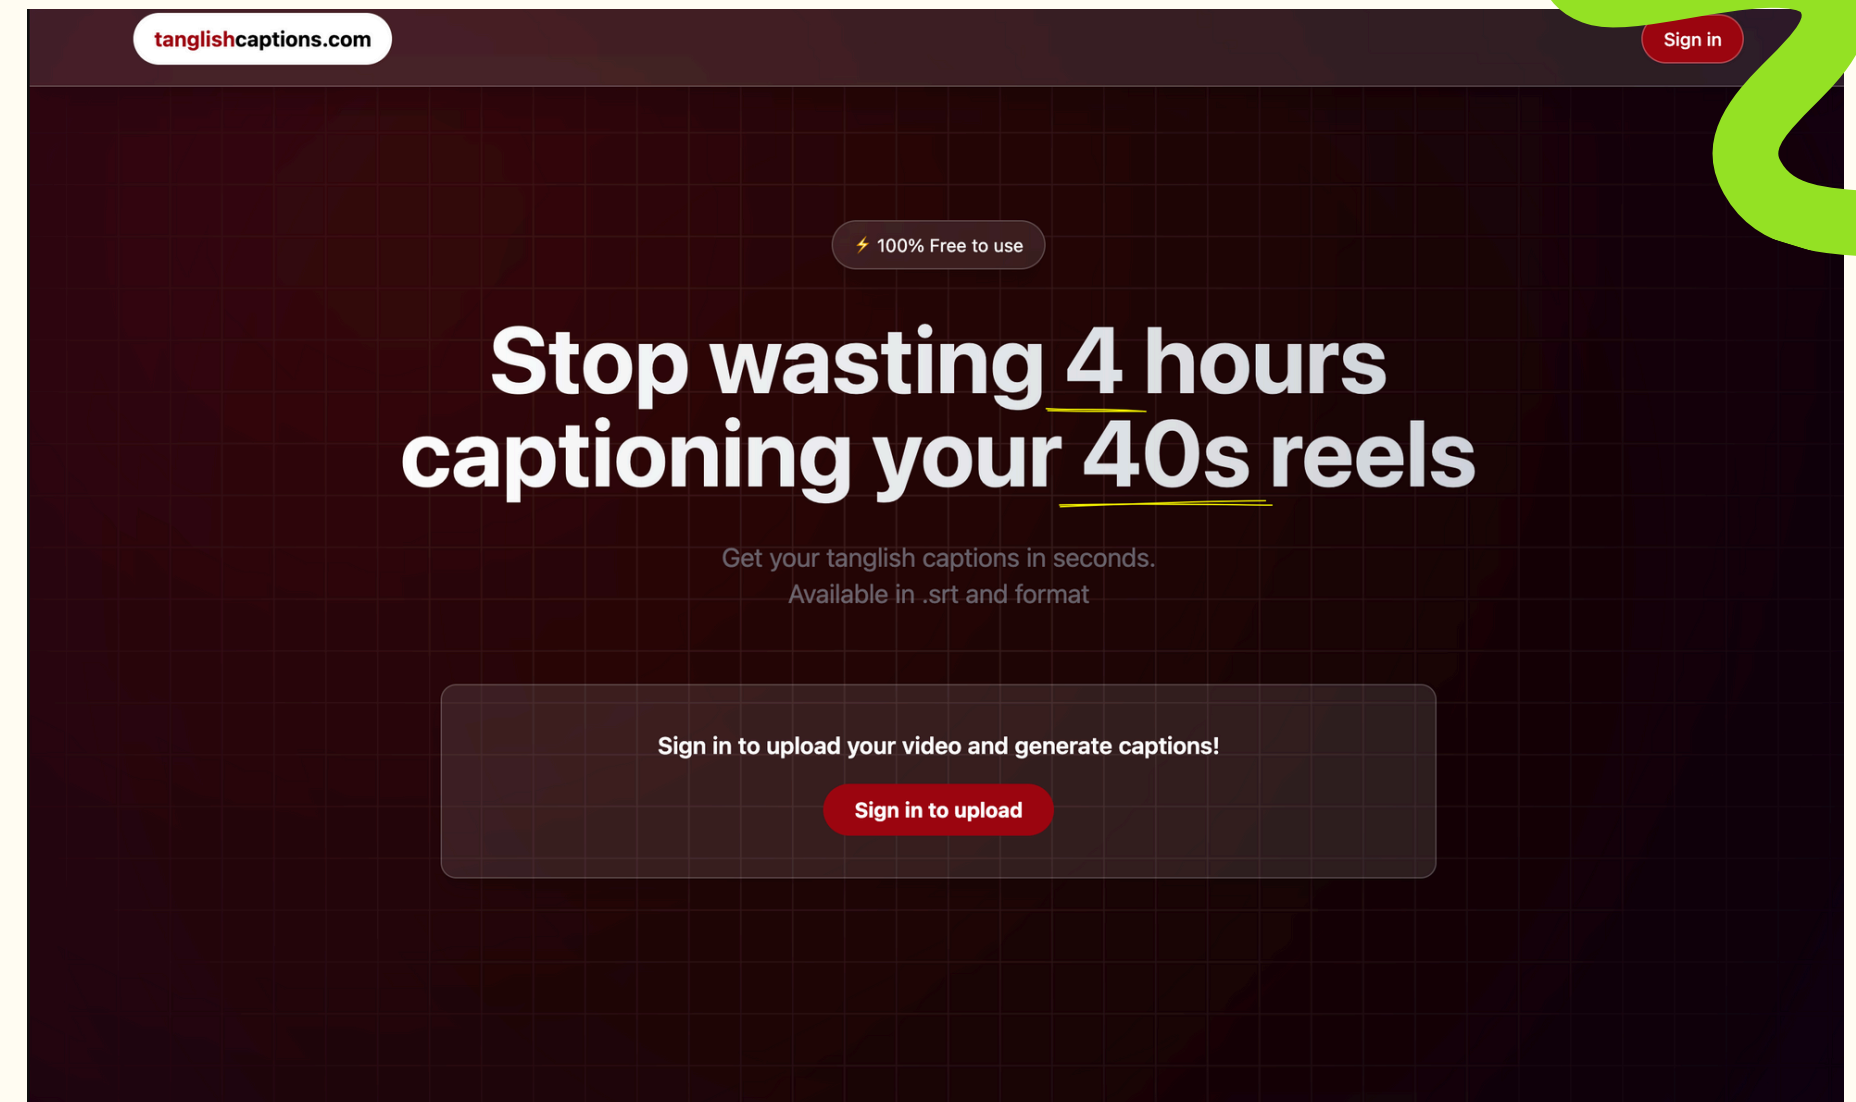 tanglishcaptions.com
Sign in
⚡ 100% Free to use
Stop wasting 4 hours
captioning your 40s reels
Get your tanglish captions in seconds.
Available in .srt and format
Sign in to upload your video and generate captions!
Sign in to upload